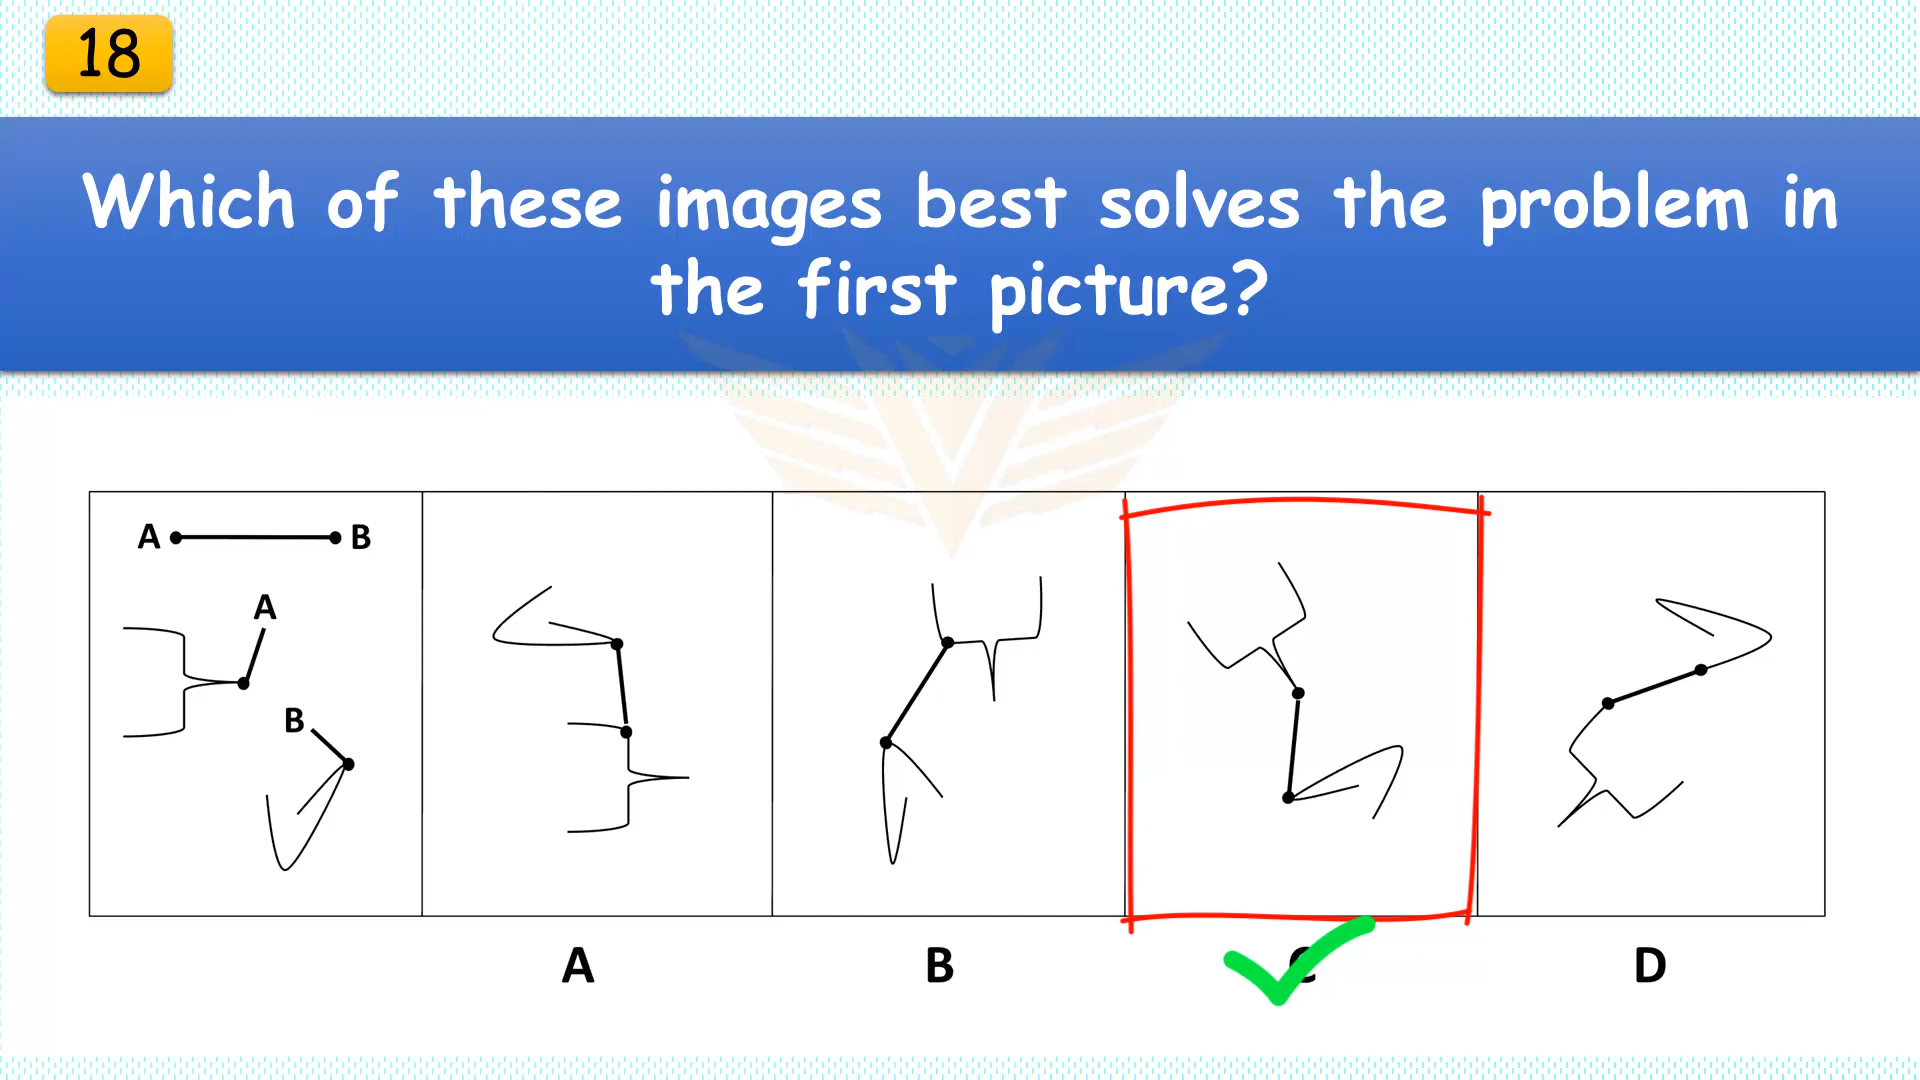 18
Which of these images best solves the problem in
the first picture?
A B
A
B
A B C D